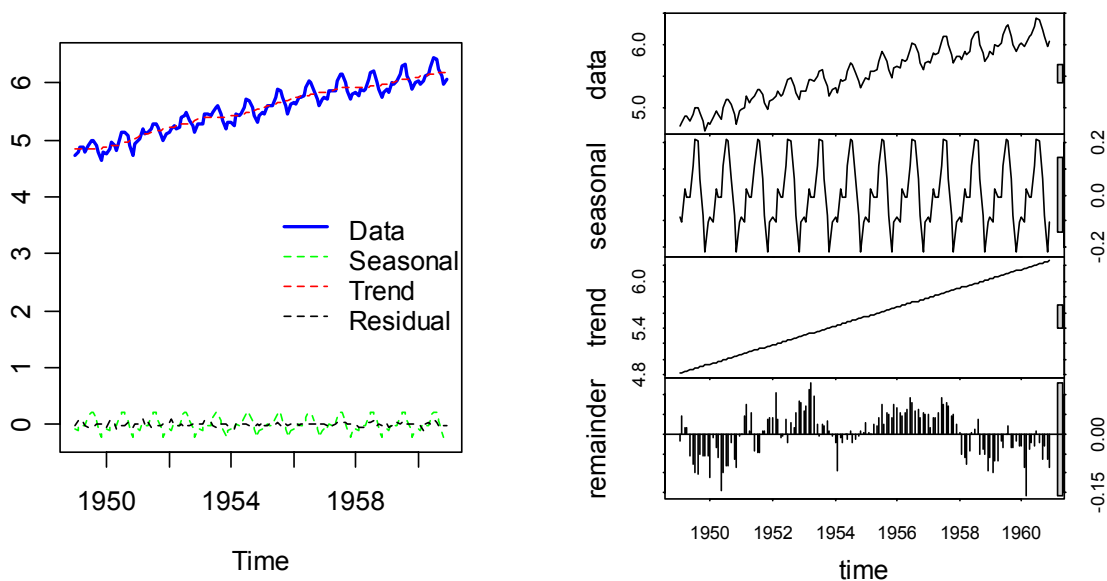 6
5
4
3
2
1
0
Data
Seasonal
Trend
Residual
1950 1954 1958
Time
data
5.0 6.0
seasonal
-0.2 0.0 0.2
trend
4.8 5.4 6.0
remainder
-0.15 0.00
1950 1952 1954 1956 1958 1960
time